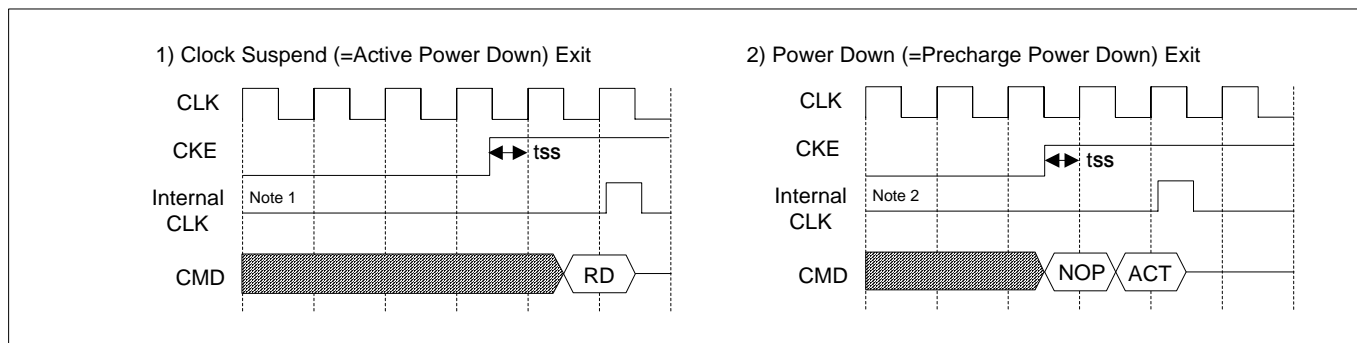 1) Clock Suspend (=Active Power Down) Exit
CLK
CKE
tss
Internal
CLK
Note 1
CMD
RD
2) Power Down (=Precharge Power Down) Exit
CLK
CKE
tss
Internal
CLK
Note 2
CMD
NOP
ACT